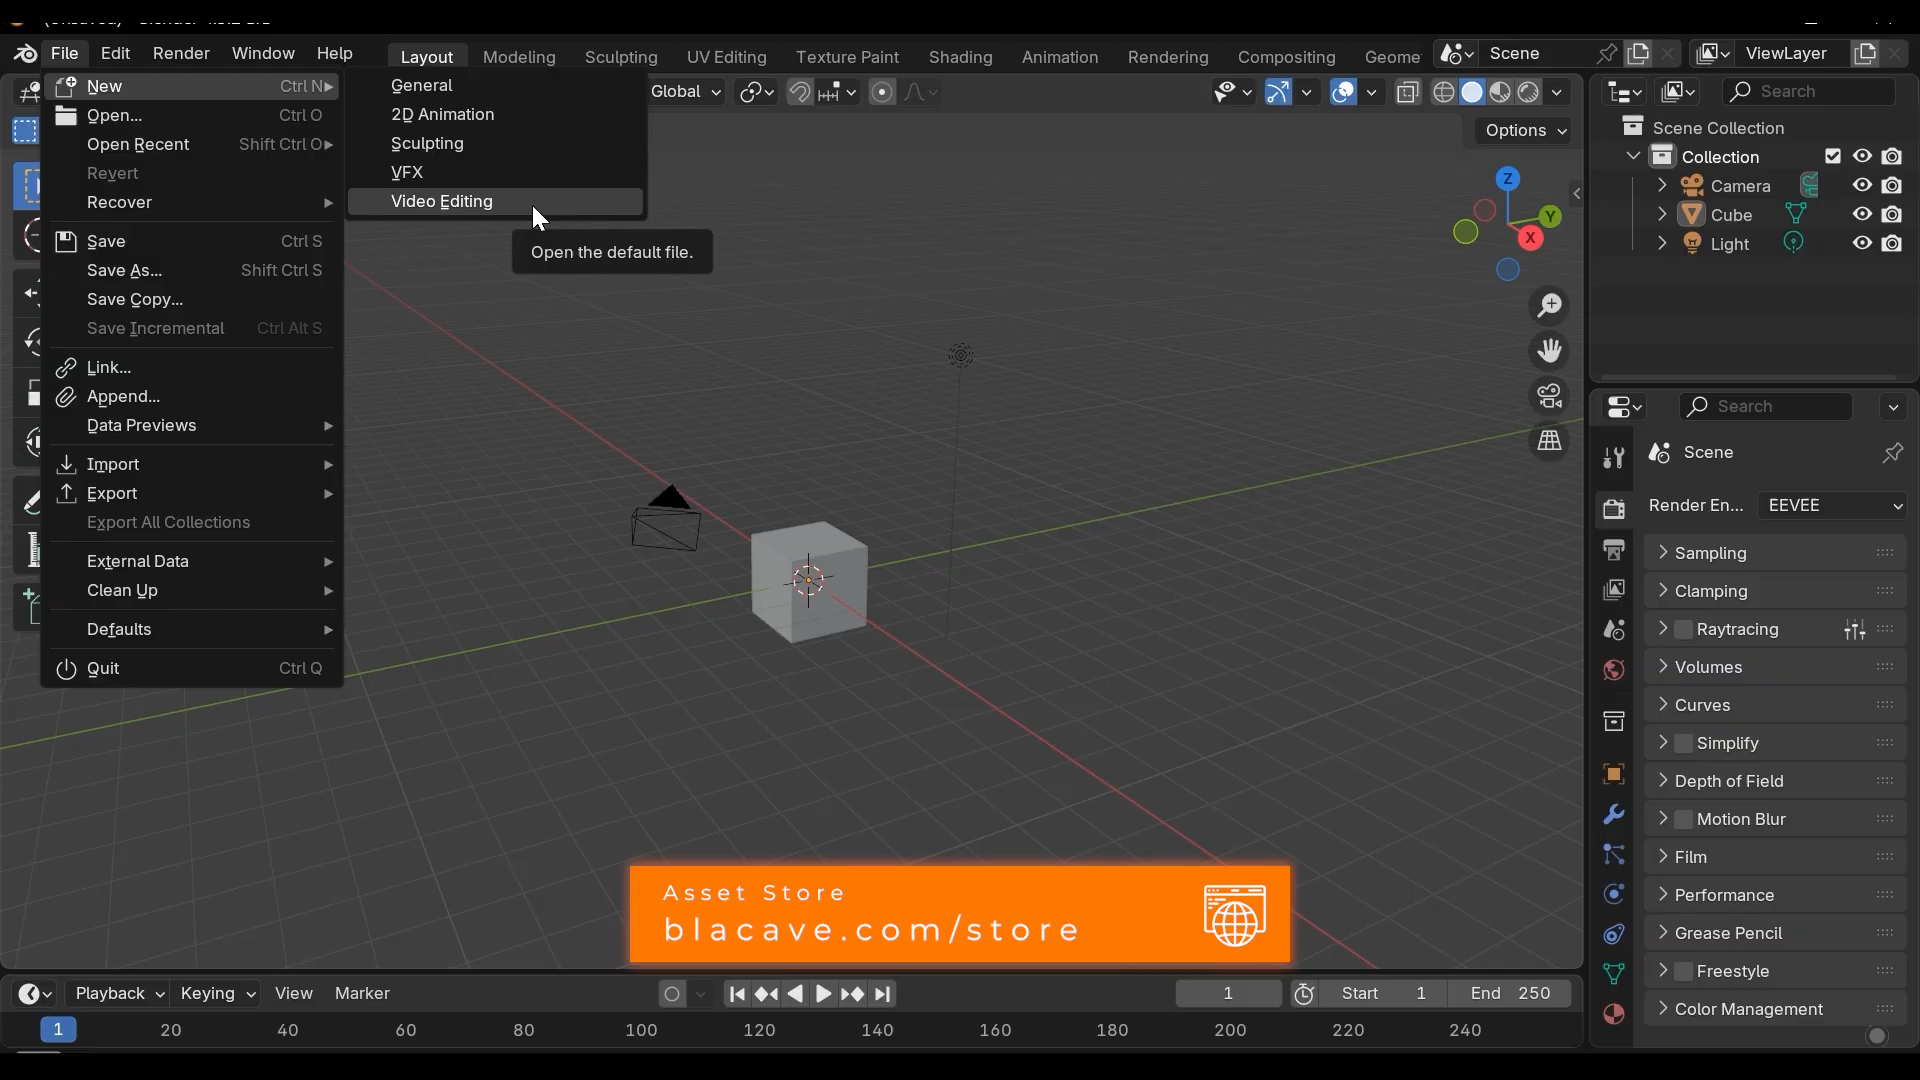 File Edit Render Window Help Layout Modeling Sculpting UV Editing Texture Paint Shading Animation Rendering Compositing Geome Scene ViewLayer
New Ctrl N
Open... Ctrl O
Open Recent Shift Ctrl O
Revert
Recover
Save Ctrl S
Save As... Shift Ctrl S
Save Copy...
Save Incremental Ctrl Alt S
Link...
Append...
Data Previews
Import
Export
Export All Collections
External Data
Clean Up
Defaults
Quit Ctrl Q
General
2D Animation
Sculpting
VFX
Video Editing
Open the default file.
Global
Options
Z
Y
X
Search
Scene Collection
Collection
Camera
Cube
Light
Search
Scene
Render En... EEVEE
Sampling
Clamping
Raytracing
Volumes
Curves
Simplify
Depth of Field
Motion Blur
Film
Performance
Grease Pencil
Freestyle
Color Management
Asset Store
blacave.com/store
Playback Keying View Marker 1 Start 1 End 250
1 20 40 60 80 100 120 140 160 180 200 220 240